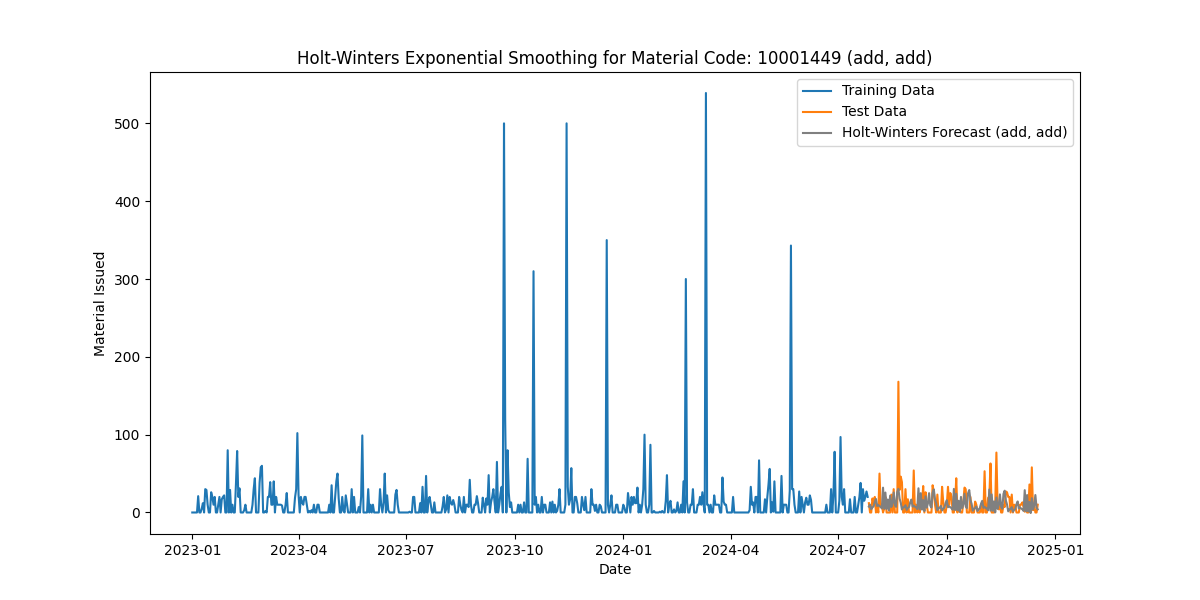 Holt-Winters Exponential Smoothing for Material Code: 10001449 (add, add)
Training Data
Test Data
Holt-Winters Forecast (add, add)
Material Issued
500
400
300
200
100
0
2023-01 2023-04 2023-07 2023-10 2024-01 2024-04 2024-07 2024-10 2025-01
Date